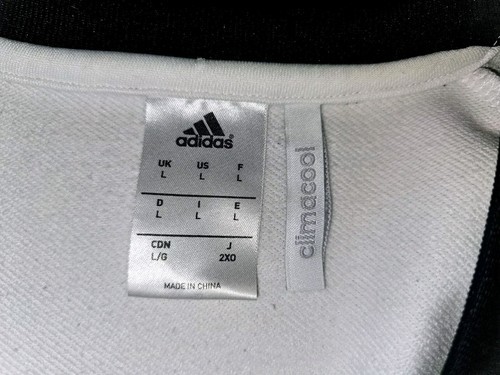 adidas®
UK US F
L L L
D I E
L L L
CDN J
L/G 2XO
MADE IN CHINA
climacool